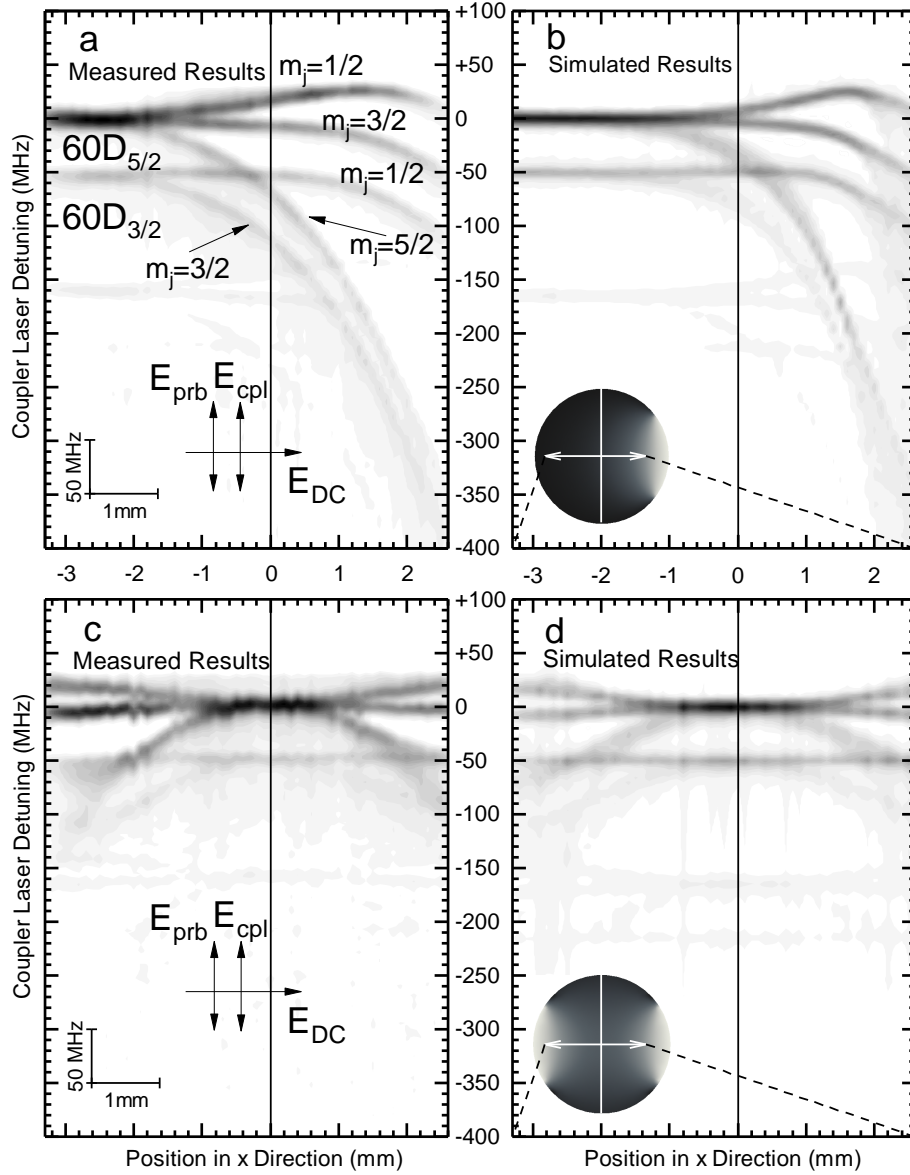 a
Measured Results
m_j=1/2
m_j=3/2
60D_5/2
m_j=1/2
60D_3/2
m_j=5/2
m_j=3/2
E_prb E_cpl
E_DC
50 MHz
1mm
Coupler Laser Detuning (MHz)
+100
+50
0
-50
-100
-150
-200
-250
-300
-350
-400
b
Simulated Results
-3 -2 -1 0 1 2
-3 -2 -1 0 1 2
c
Measured Results
E_prb E_cpl
E_DC
50 MHz
1mm
Coupler Laser Detuning (MHz)
+100
+50
0
-50
-100
-150
-200
-250
-300
-350
-400
d
Simulated Results
Position in x Direction (mm)
Position in x Direction (mm)